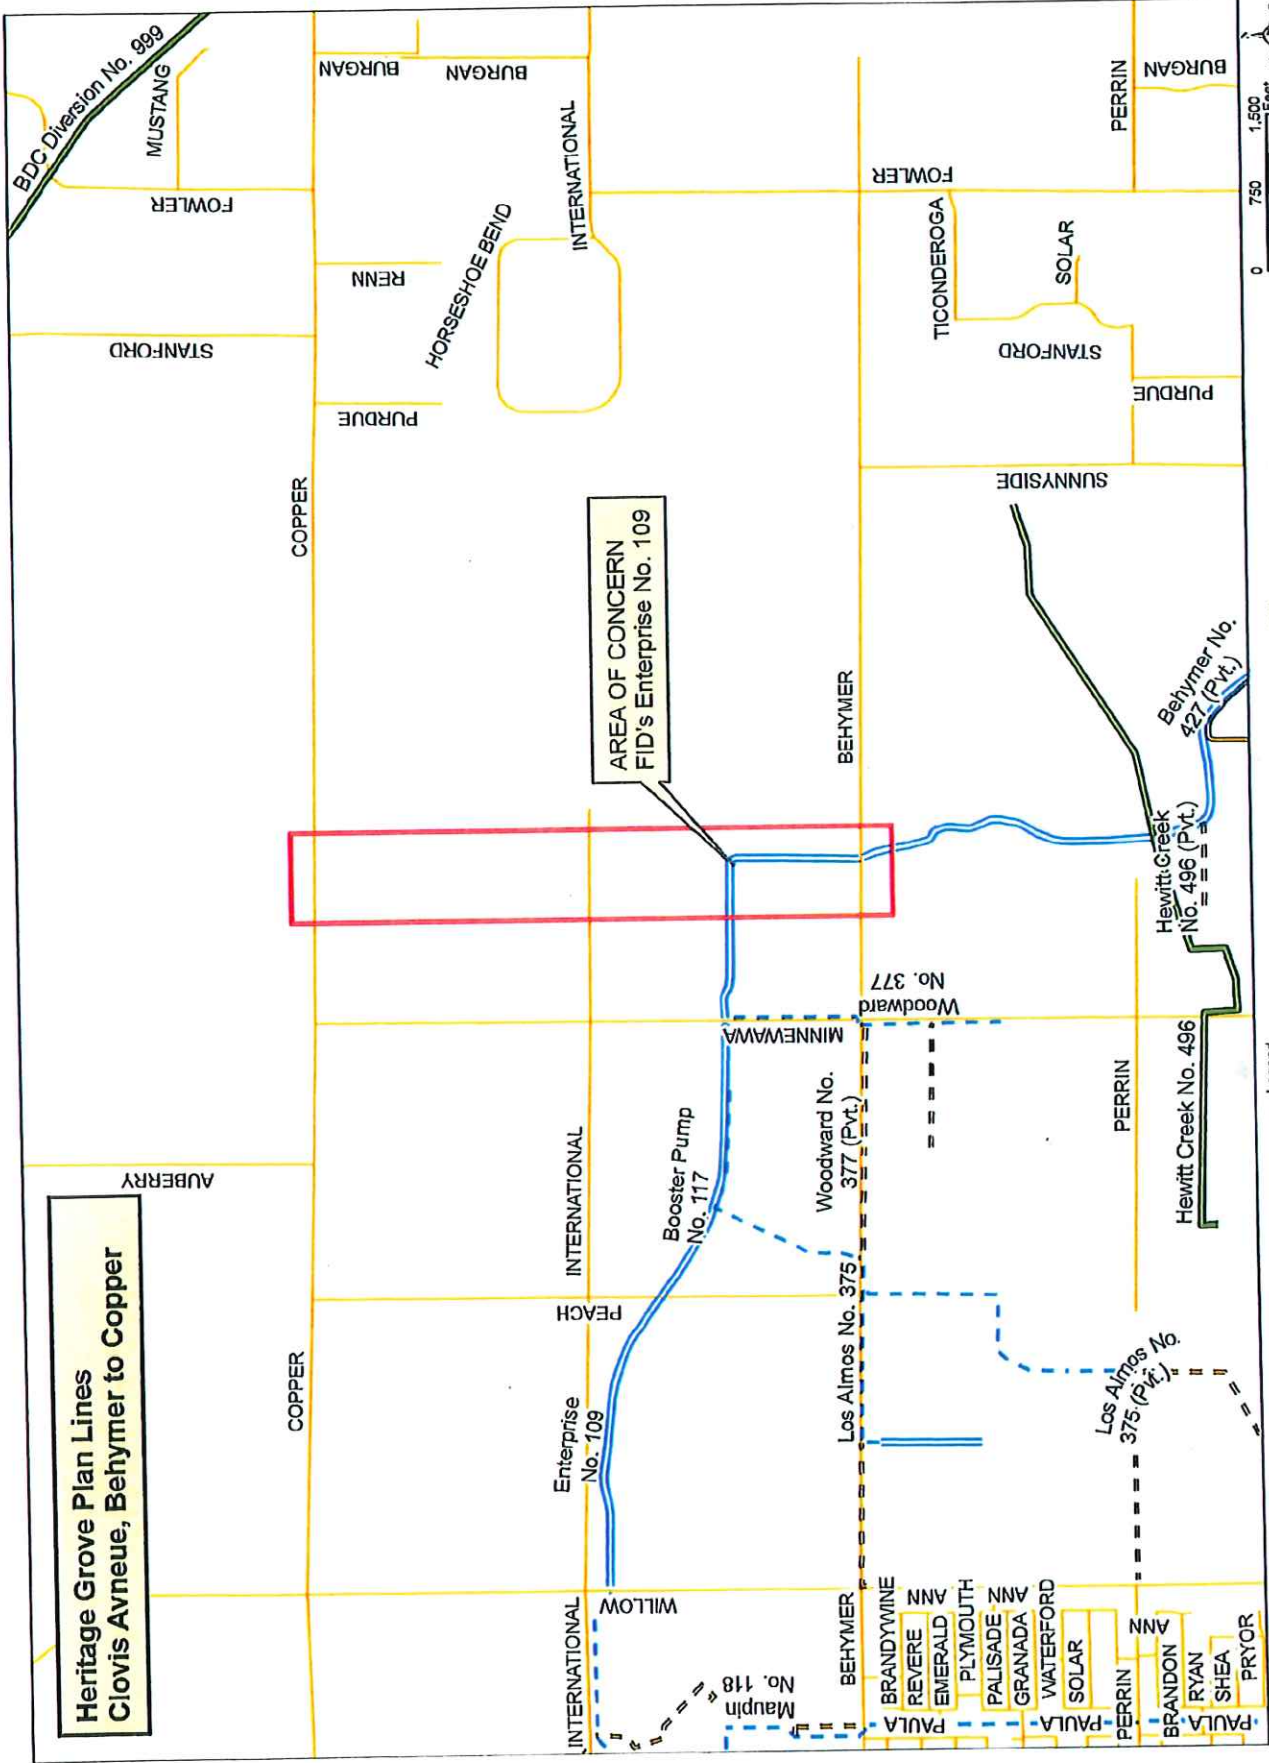 Heritage Grove Plan Lines
Clovis Avneue, Behymer to Copper
BDC Diversion No. 999
MUSTANG
FOWLER
BURGAN
BURGAN
STANFORD
RENN
PURDUE
AUBERRY
COPPER
COPPER
HORSESHOE BEND
INTERNATIONAL
INTERNATIONAL
INTERNATIONAL
AREA OF CONCERN
FID's Enterprise No. 109
Enterprise
No. 109
PEACH
WILLOW
Booster Pump
No. 117
MINNEWAWA
Maupin
No. 118
BEHYMER
BEHYMER
Los Almos No. 375
Woodward No.
377 (Pvt.)
Woodward
No. 377
FOWLER
TICONDEROGA
SOLAR
STANFORD
SUNNYSIDE
PURDUE
PERRIN
BURGAN
BRANDYWINE
REVERE
ANN
EMERALD
PLYMOUTH
PALISADE
ANN
GRANADA
WATERFORD
SOLAR
PAULA
PAULA
PERRIN
ANN
BRANDON
RYAN
SHEA
PAULA
PRYOR
PERRIN
Los Almos No.
375 (Pvt.)
Hewitt Creek No. 496
Hewitt Creek
No. 496 (Pvt.)
Behymer No.
427 (Pvt.)
0 750 1,500
Feet